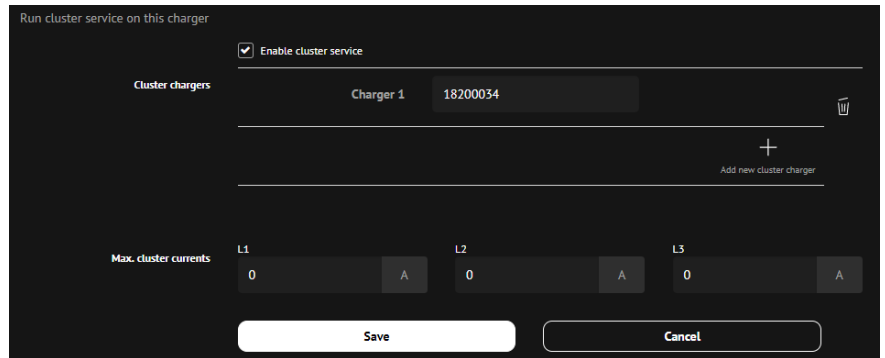 Run cluster service on this charger
Enable cluster service
Cluster chargers
Charger 1 18200034
Add new cluster charger
L1 L2 L3
Max. cluster currents
0 A 0 A 0 A
Save Cancel